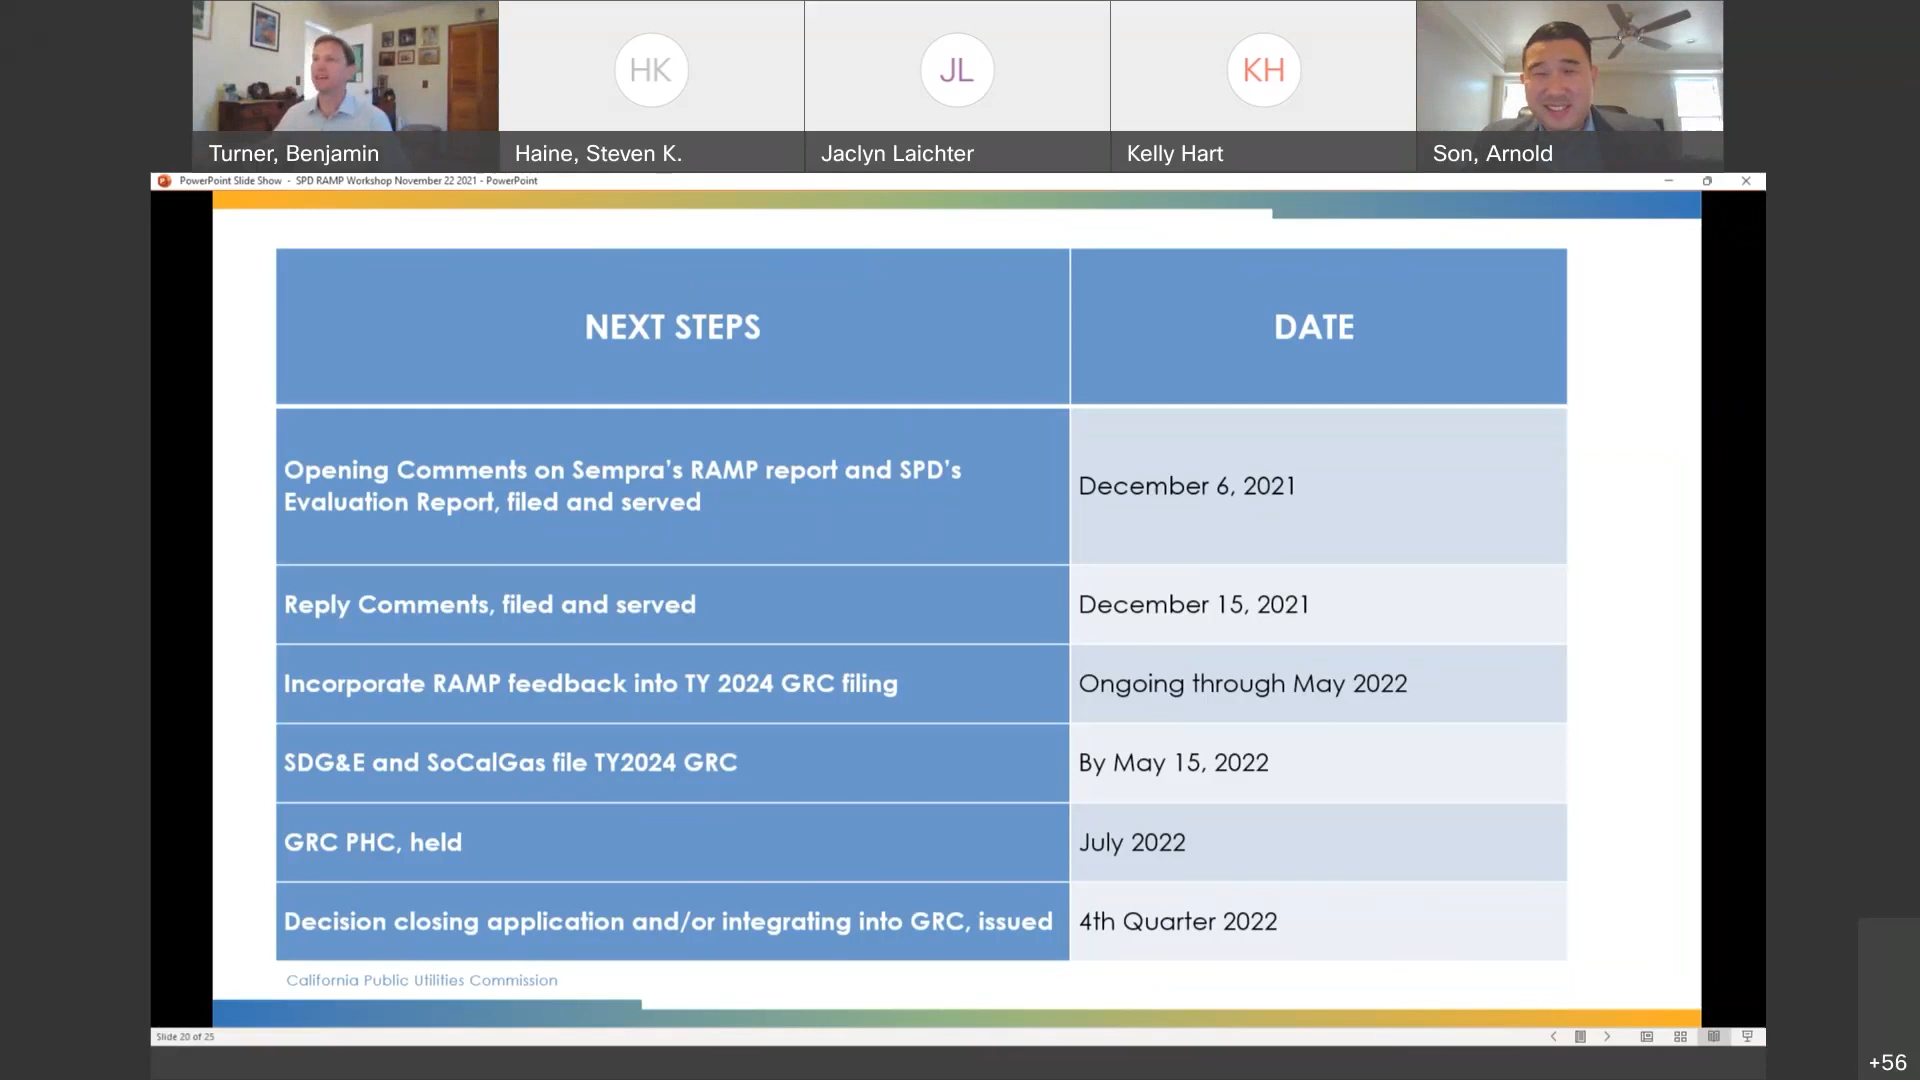 HK
JL
KH
Turner, Benjamin
Haine, Steven K.
Jaclyn Laichter
Kelly Hart
Son, Arnold
PowerPoint Slide Show - SPD RAMP Workshop November 22 2021 - PowerPoint
NEXT STEPS
DATE
Opening Comments on Sempra's RAMP report and SPD's
Evaluation Report, filed and served
December 6, 2021
Reply Comments, filed and served
December 15, 2021
Incorporate RAMP feedback into TY 2024 GRC filing
Ongoing through May 2022
SDG&E and SoCalGas file TY2024 GRC
By May 15, 2022
GRC PHC, held
July 2022
Decision closing application and/or integrating into GRC, issued
4th Quarter 2022
California Public Utilities Commission
Slide 20 of 25
+56